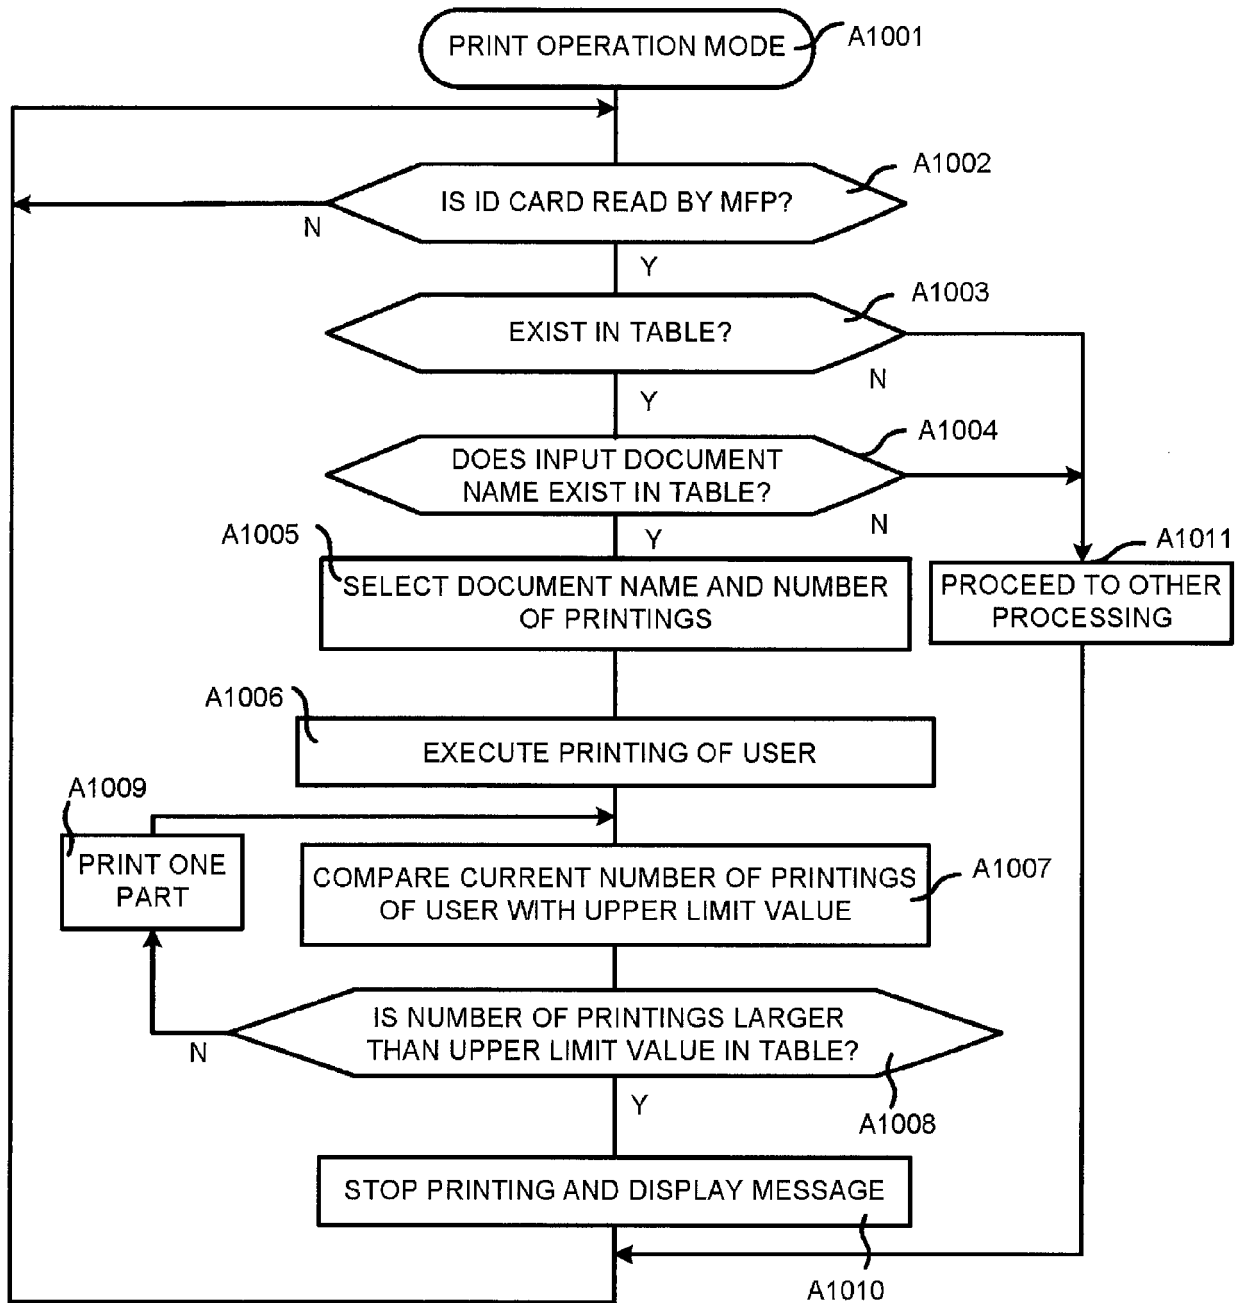 PRINT OPERATION MODE
A1001
IS ID CARD READ BY MFP?
A1002
N
Y
EXIST IN TABLE?
A1003
N
Y
DOES INPUT DOCUMENT
NAME EXIST IN TABLE?
A1004
N
Y
A1005
SELECT DOCUMENT NAME AND NUMBER
OF PRINTINGS
A1011
PROCEED TO OTHER
PROCESSING
A1006
EXECUTE PRINTING OF USER
A1009
PRINT ONE
PART
COMPARE CURRENT NUMBER OF PRINTINGS
OF USER WITH UPPER LIMIT VALUE
A1007
IS NUMBER OF PRINTINGS LARGER
THAN UPPER LIMIT VALUE IN TABLE?
N
Y
A1008
STOP PRINTING AND DISPLAY MESSAGE
A1010